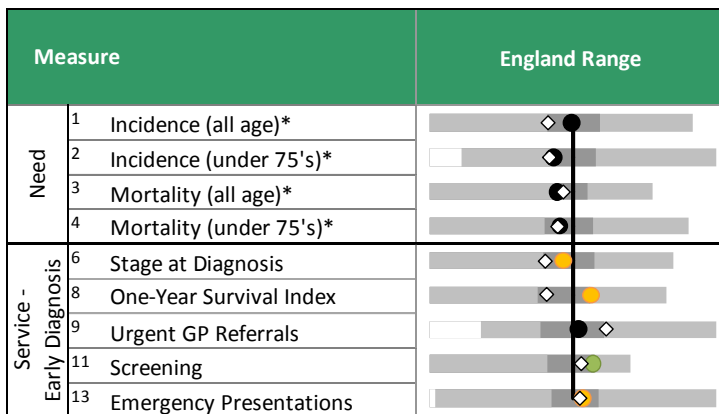 Measure England Range
Need
1 Incidence (all age)*
2 Incidence (under 75's)*
3 Mortality (all age)*
4 Mortality (under 75's)*
Service -
Early Diagnosis
6 Stage at Diagnosis
8 One-Year Survival Index
9 Urgent GP Referrals
11 Screening
13 Emergency Presentations